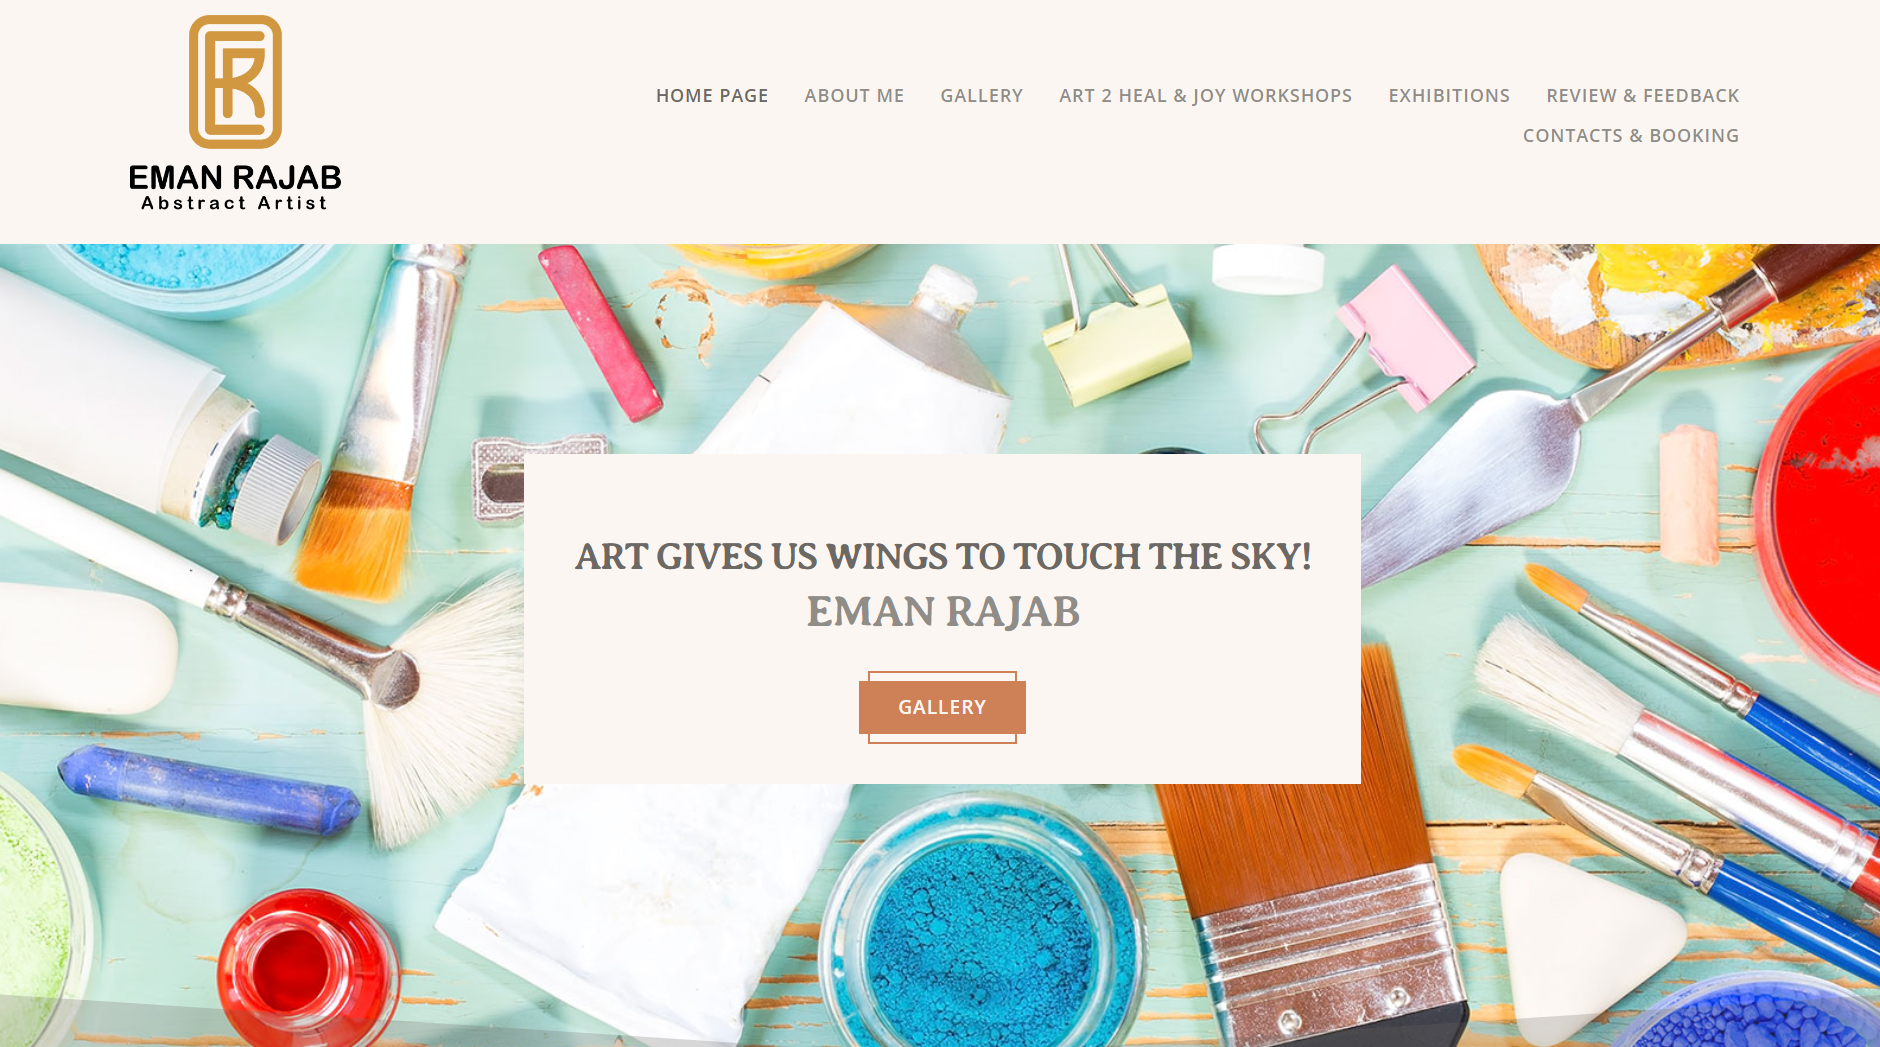 EMAN RAJAB
Abstract Artist
HOME PAGE ABOUT ME GALLERY ART 2 HEAL & JOY WORKSHOPS EXHIBITIONS REVIEW & FEEDBACK
CONTACTS & BOOKING
ART GIVES US WINGS TO TOUCH THE SKY!
EMAN RAJAB
GALLERY